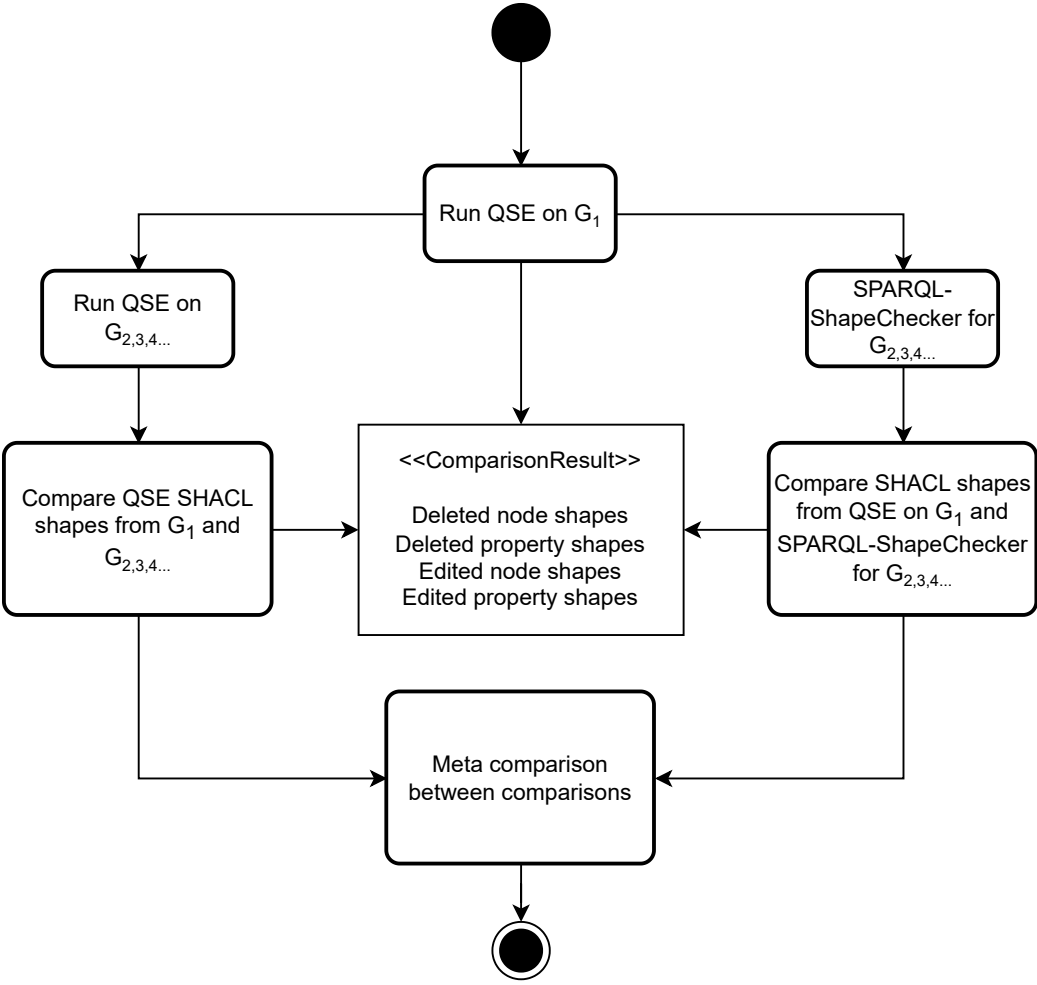 Run QSE on G1
Run QSE on
G2,3,4...
SPARQL-
ShapeChecker for
G2,3,4...
Compare QSE SHACL
shapes from G1 and
G2,3,4...
<<ComparisonResult>>
Deleted node shapes
Deleted property shapes
Edited node shapes
Edited property shapes
Compare SHACL shapes
from QSE on G1 and
SPARQL-ShapeChecker
for G2,3,4...
Meta comparison
between comparisons